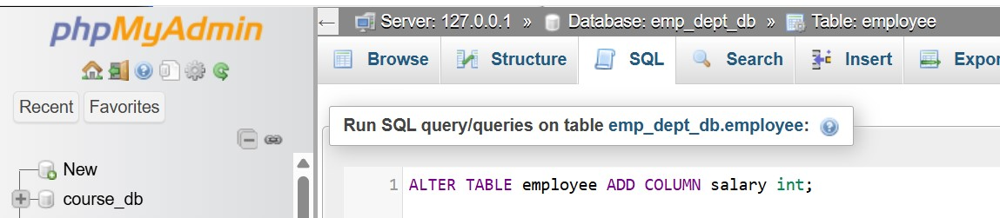 phpMyAdmin
Server: 127.0.0.1 » Database: emp_dept_db » Table: employee
Browse Structure SQL Search Insert Expor
Recent Favorites
Run SQL query/queries on table emp_dept_db.employee:
New
course_db
1 ALTER TABLE employee ADD COLUMN salary int;